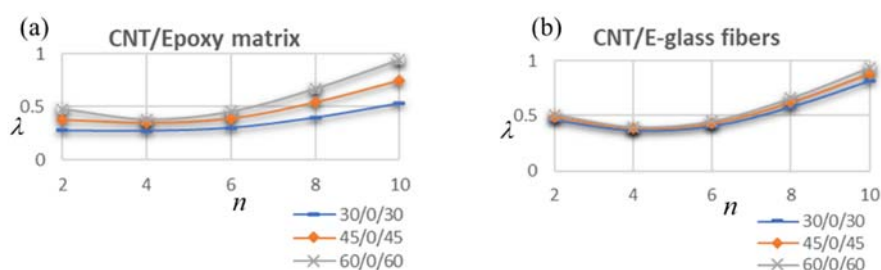 (a)
CNT/Epoxy matrix
1
0.5
0
λ
2 4 6 8 10
n
30/0/30
45/0/45
60/0/60
(b)
CNT/E-glass fibers
1
0.5
0
λ
2 4 6 8 10
n
30/0/30
45/0/45
60/0/60